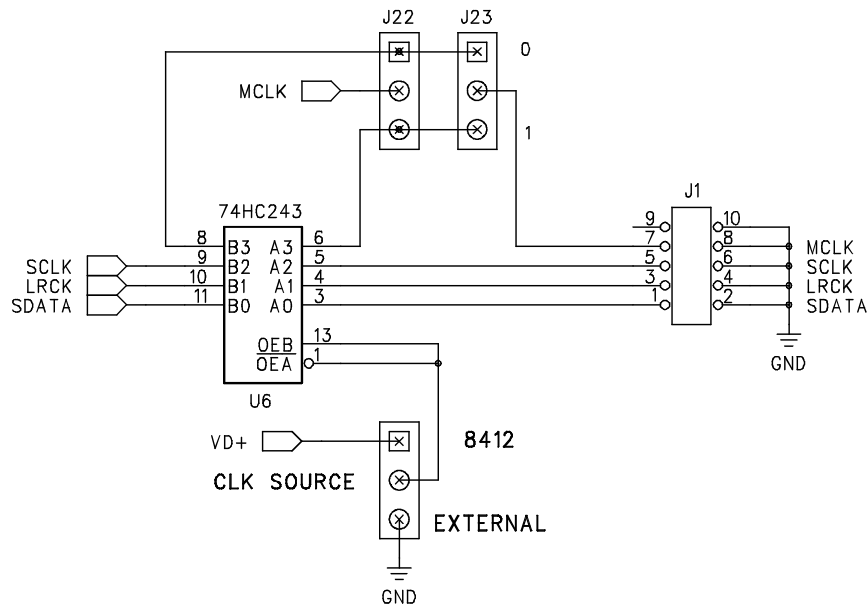 J22 J23
0
MCLK
1
74HC243
J1
8 B3 A3 6
9 10
7 8 MCLK
SCLK 9 B2 A2 5
5 6 SCLK
LRCK 10 B1 A1 4
3 4 LRCK
SDATA 11 B0 A0 3
1 2 SDATA
OEB 13
OEA 1
GND
U6
VD+
8412
CLK SOURCE
EXTERNAL
GND